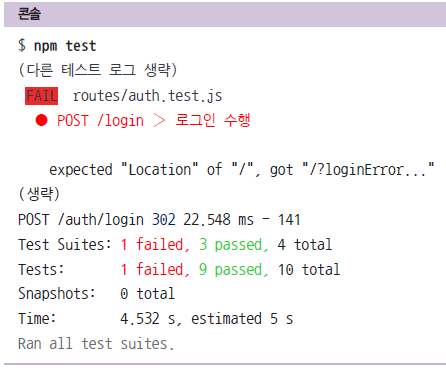 콘솔
$ npm test
(다른 테스트 로그 생략)
FAIL routes/auth.test.js
● POST /login > 로그인 수행
expected "Location" of "/", got "/?loginError..."
(생략)
POST /auth/login 302 22.548 ms - 141
Test Suites: 1 failed, 3 passed, 4 total
Tests: 1 failed, 9 passed, 10 total
Snapshots: 0 total
Time: 4.532 s, estimated 5 s
Ran all test suites.